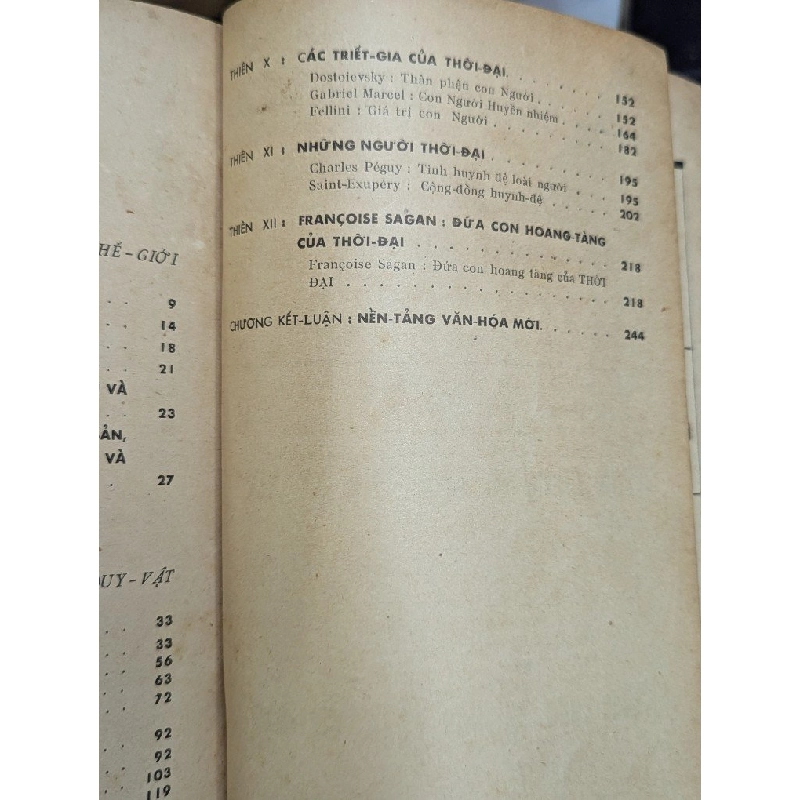 HẾ-GIỚI
. . 9
. . 14
. . 18
. . 21
VÀ
. . 23
ẢN,
VÀ
. . 27
DUY-VẬT
. . 33
. . 33
. . 56
. . 63
. . 72
. . 92
. . 92
. . 103
. . 119
THIÊN X : CÁC TRIẾT-GIA CỦA THỜI-ĐẠI. . . . . . 152
Dostoievsky : Thân phận con Người . . . . . 152
Gabriel Marcel : Con Người Huyền nhiệm . . . . 164
Fellini : Giá trị con Người . . . . . . . 182
THIÊN XI : NHỮNG NGƯỜI THỜI-ĐẠI . . . . . . 195
Charles Péguy : Tình huynh đệ loài người . . . 195
Saint-Exupéry : Cộng-đồng huynh-đệ . . . . . 202
THIÊN XII : FRANÇOISE SAGAN : ĐỨA CON HOANG-TÀNG
CỦA THỜI-ĐẠI . . . . . . . . . 218
Françoise Sagan : Đứa con hoang tàng của THỜI
ĐẠI . . . . . . . . . . . . 218
CHƯƠNG KẾT-LUẬN : NỀN-TẢNG VĂN-HÓA MỚI. . . . . . 244